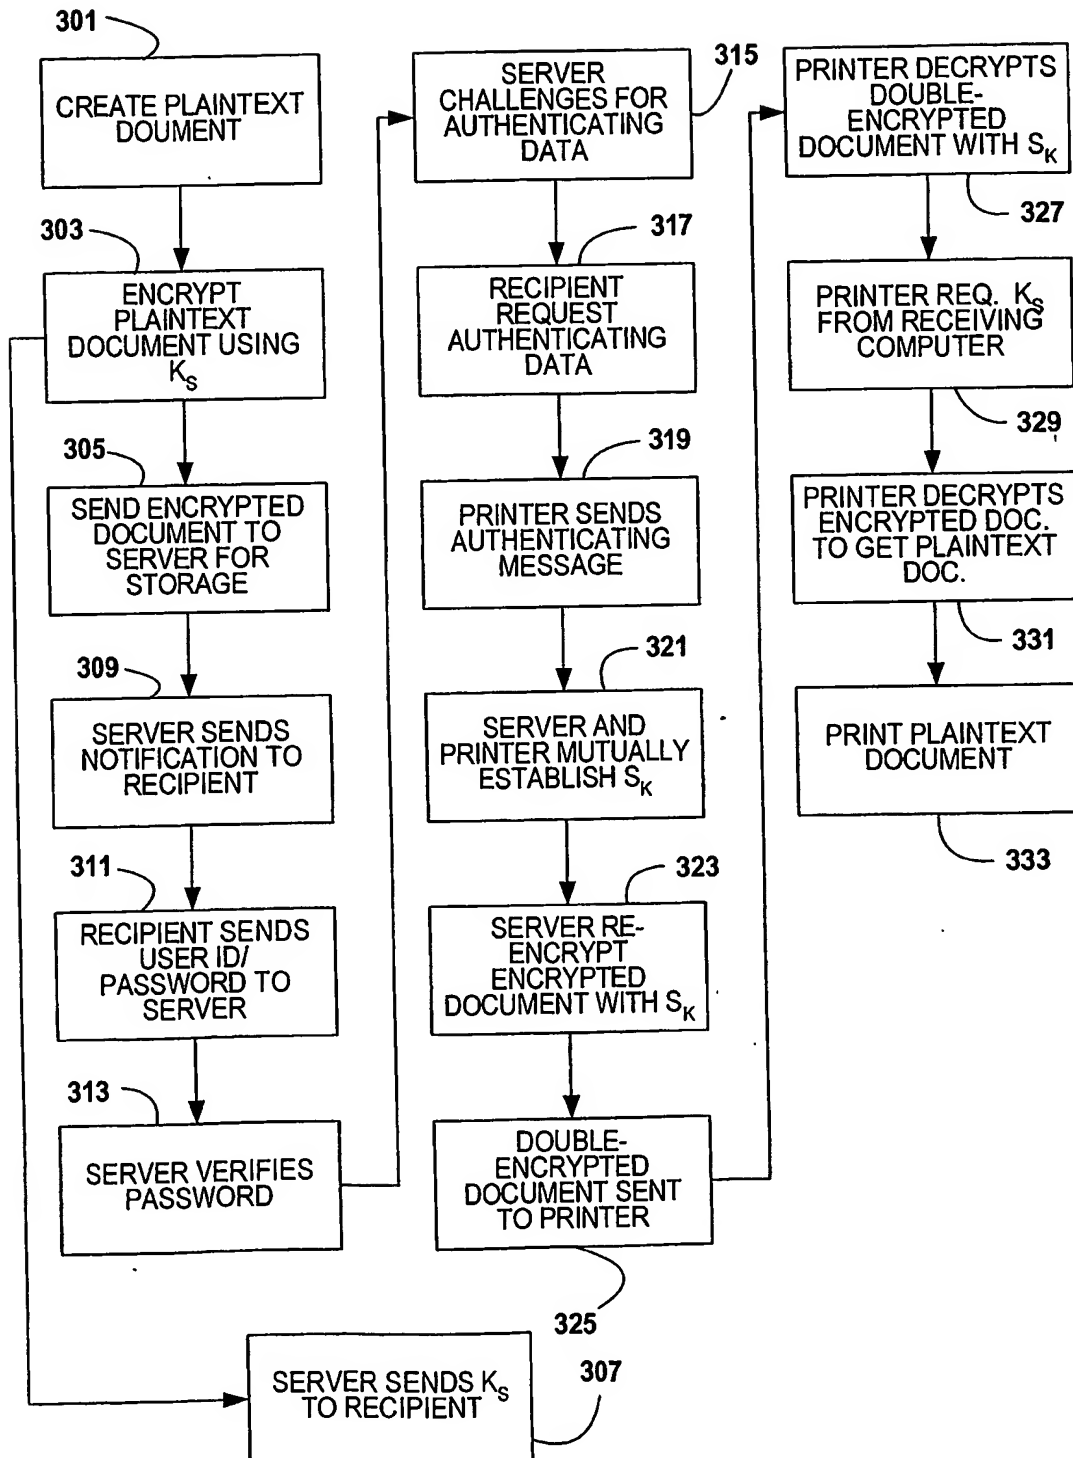 301
CREATE PLAINTEXT
DOUMENT
303
ENCRYPT
PLAINTEXT
DOCUMENT USING
KS
305
SEND ENCRYPTED
DOCUMENT TO
SERVER FOR
STORAGE
309
SERVER SENDS
NOTIFICATION TO
RECIPIENT
311
RECIPIENT SENDS
USER ID/
PASSWORD TO
SERVER
313
SERVER VERIFIES
PASSWORD
SERVER
CHALLENGES FOR
AUTHENTICATING
DATA
315
317
RECIPIENT
REQUEST
AUTHENTICATING
DATA
319
PRINTER SENDS
AUTHENTICATING
MESSAGE
321
SERVER AND
PRINTER MUTUALLY
ESTABLISH SK
323
SERVER RE-
ENCRYPT
ENCRYPTED
DOCUMENT WITH SK
DOUBLE-
ENCRYPTED
DOCUMENT SENT
TO PRINTER
325
PRINTER DECRYPTS
DOUBLE-
ENCRYPTED
DOCUMENT WITH SK
327
PRINTER REQ. KS
FROM RECEIVING
COMPUTER
329
PRINTER DECRYPTS
ENCRYPTED DOC.
TO GET PLAINTEXT
DOC.
331
PRINT PLAINTEXT
DOCUMENT
333
SERVER SENDS KS
TO RECIPIENT
307